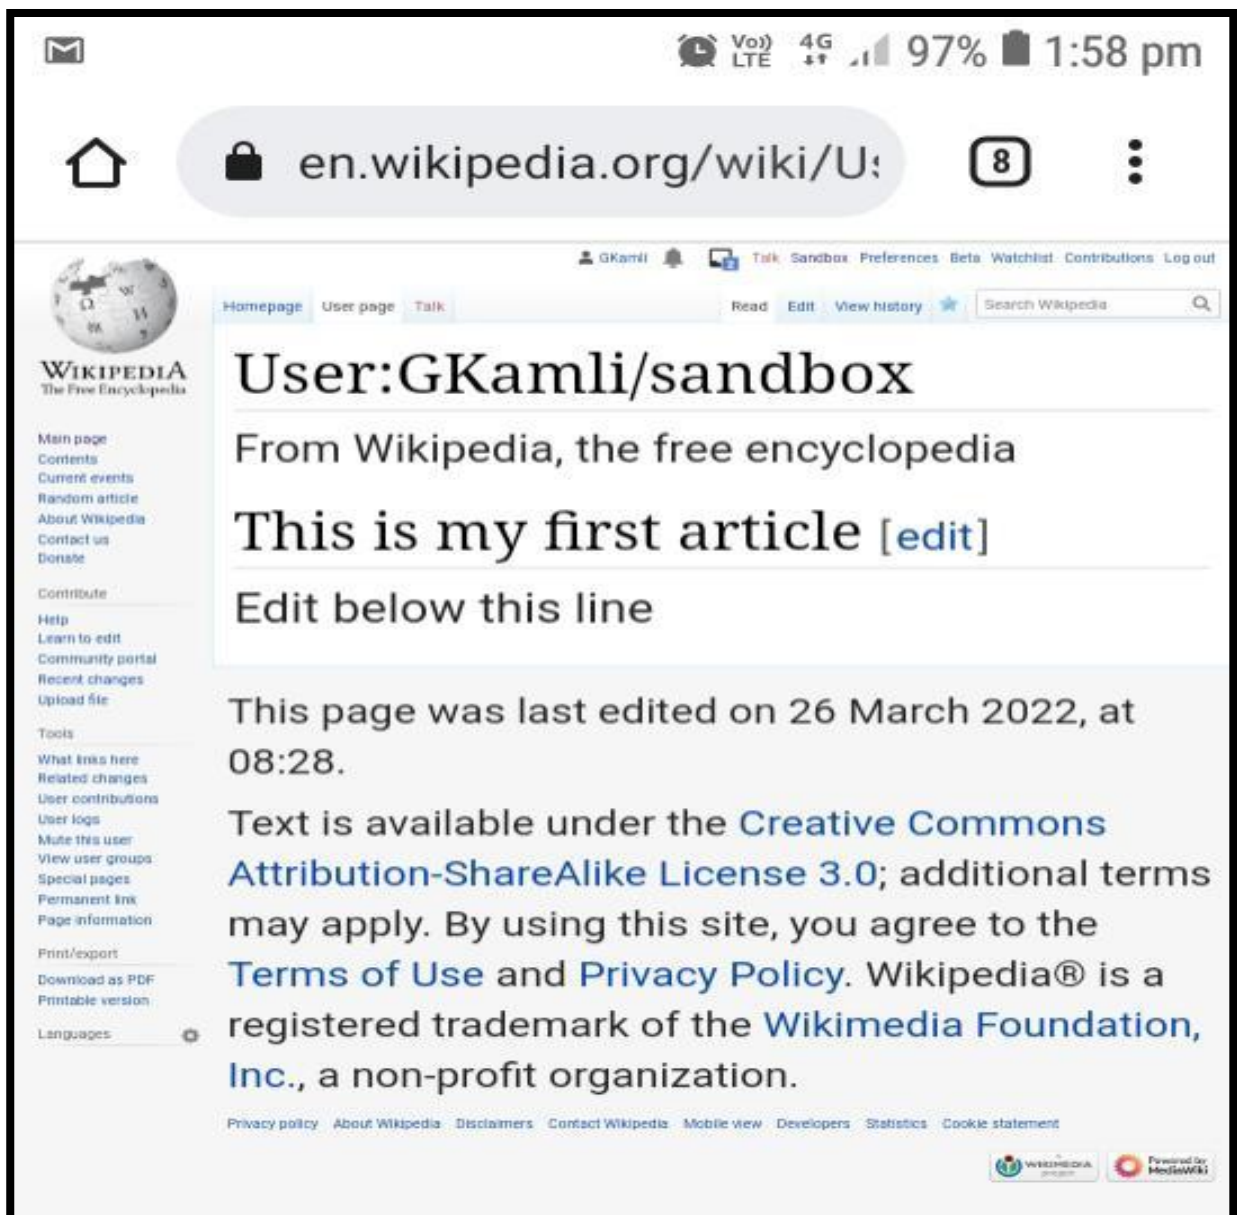 Vo)) LTE 4G 97% 1:58 pm
en.wikipedia.org/wiki/Us
8
GKamli Talk Sandbox Preferences Beta Watchlist Contributions Log out
Homepage User page Talk Read Edit View history Search Wikipedia
WIKIPEDIA
The Free Encyclopedia
User:GKamli/sandbox
From Wikipedia, the free encyclopedia
This is my first article [edit]
Edit below this line
Main page
Contents
Current events
Random article
About Wikipedia
Contact us
Donate
Contribute
Help
Learn to edit
Community portal
Recent changes
Upload file
Tools
What links here
Related changes
User contributions
User logs
Mute this user
View user groups
Special pages
Permanent link
Page information
Print/export
Download as PDF
Printable version
Languages
This page was last edited on 26 March 2022, at
08:28.
Text is available under the Creative Commons
Attribution-ShareAlike License 3.0; additional terms
may apply. By using this site, you agree to the
Terms of Use and Privacy Policy. Wikipedia® is a
registered trademark of the Wikimedia Foundation,
Inc., a non-profit organization.
Privacy policy About Wikipedia Disclaimers Contact Wikipedia Mobile view Developers Statistics Cookie statement
WIKIMEDIA
Powered by
MediaWiki